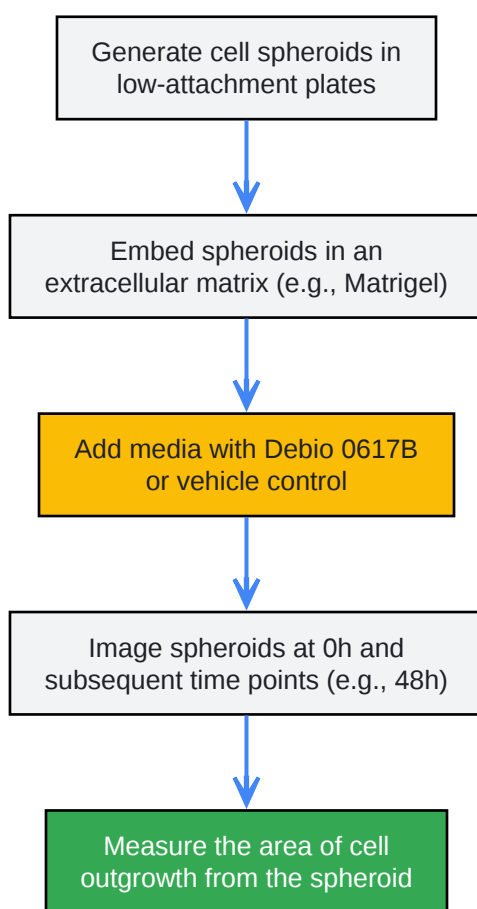 Generate cell spheroids in
low-attachment plates
Embed spheroids in an
extracellular matrix (e.g., Matrigel)
Add media with Debio 0617B
or vehicle control
Image spheroids at 0h and
subsequent time points (e.g., 48h)
Measure the area of cell
outgrowth from the spheroid